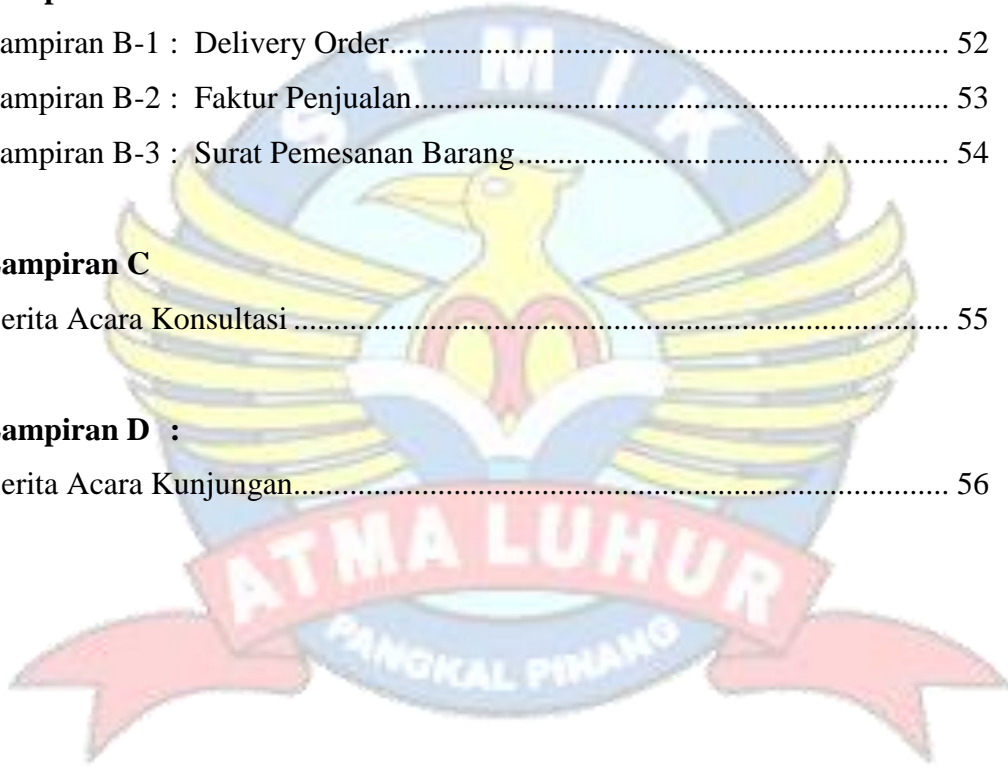 ampiran B-1 : Delivery Order.................................................................... 52
ampiran B-2 : Faktur Penjualan.................................................................. 53
ampiran B-3 : Surat Pemesanan Barang..................................................... 54
ampiran C
erita Acara Konsultasi................................................................................. 55
ampiran D :
erita Acara Kunjungan................................................................................. 56
STMIK
ATMA LUHUR
PANGKAL PINANG